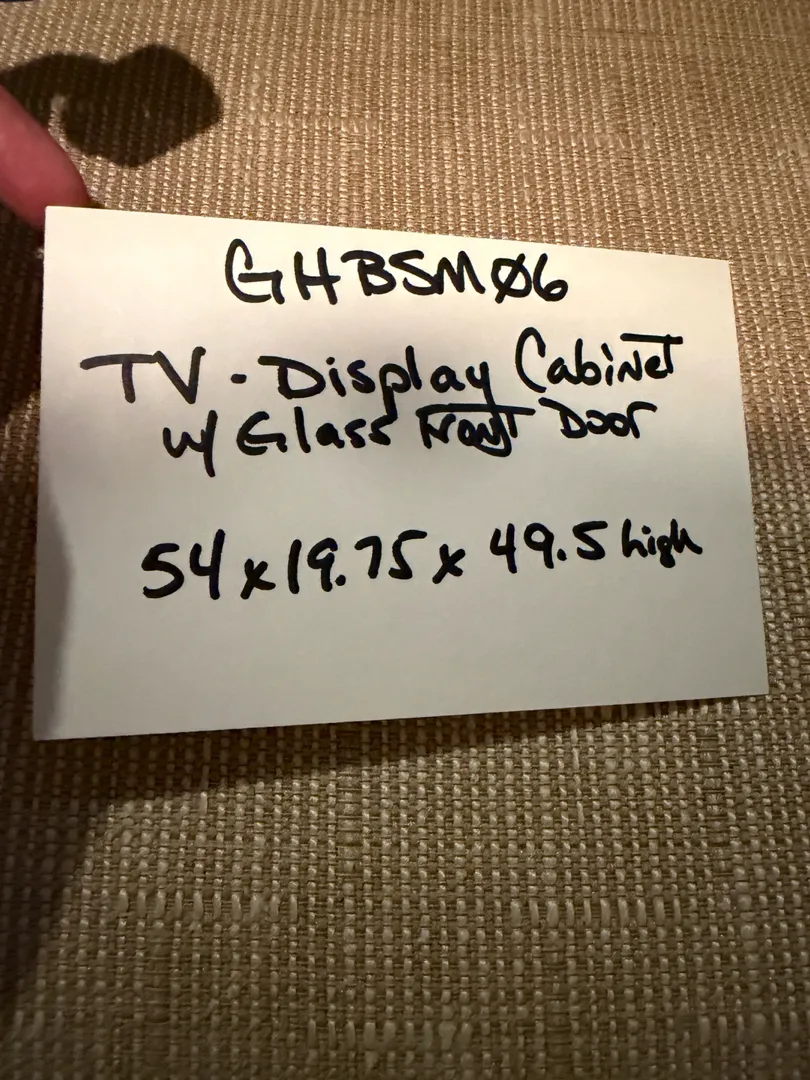 GHBSMØ6
TV - Display Cabinet
w/ Glass Front Door
54 x 19.75 x 49.5 high